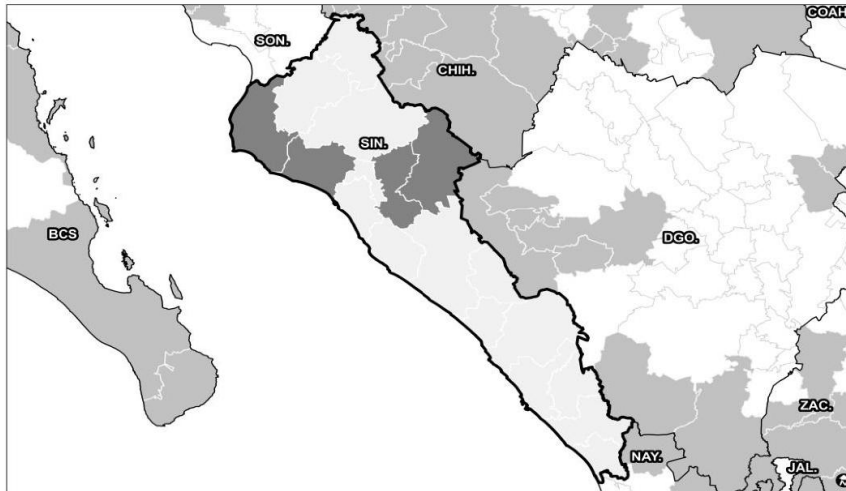 COAH
SON.
CHIH.
SIN.
BCS
DGO.
ZAC.
NAY.
JAL.